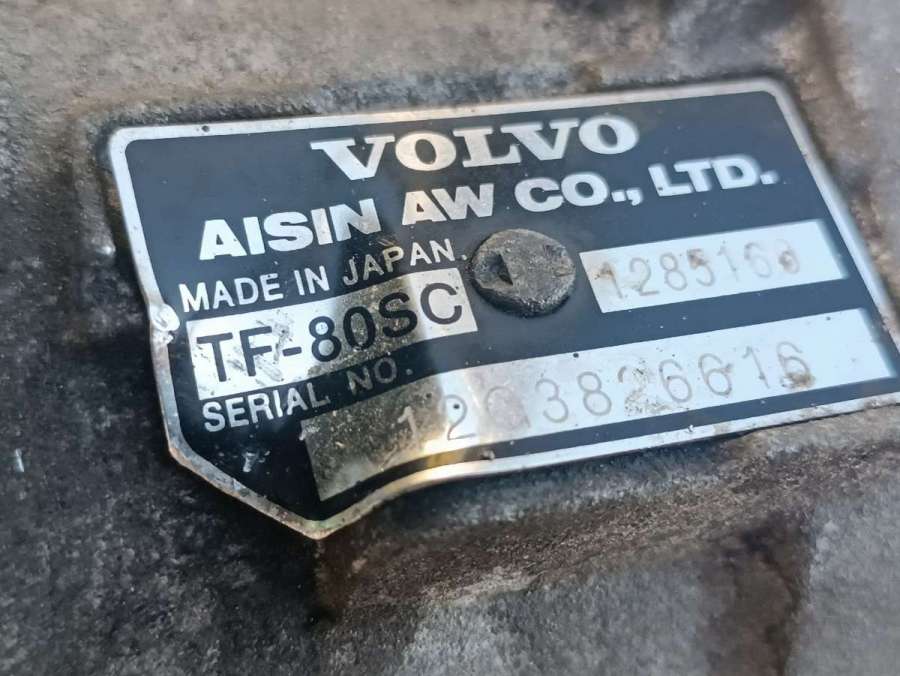 VOLVO
AISIN AW CO., LTD.
MADE IN JAPAN.
TF-80SC
SERIAL NO.